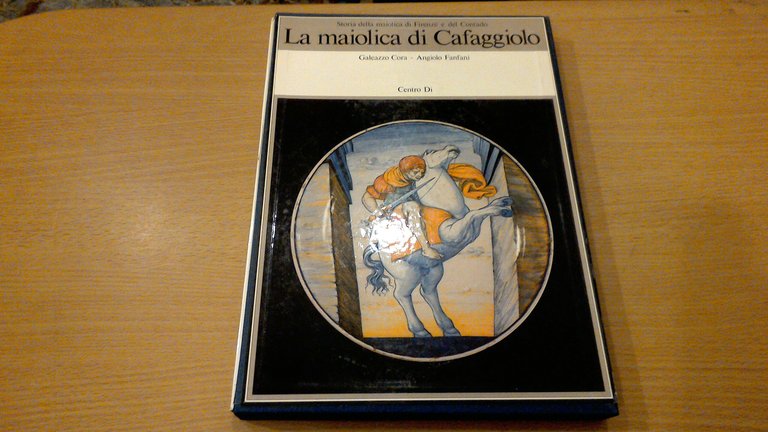 Storia della maiolica di Firenze e del Contado
La maiolica di Cafaggiolo
Galeazzo Cora - Angiolo Fanfani
Centro Di